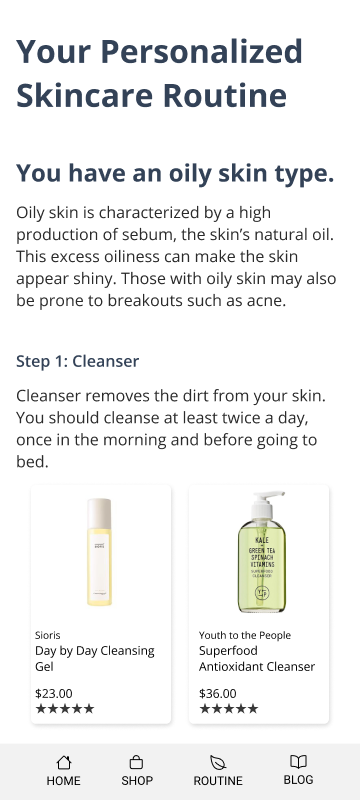 Your Personalized
Skincare Routine
You have an oily skin type.
Oily skin is characterized by a high
production of sebum, the skin’s natural oil.
This excess oiliness can make the skin
appear shiny. Those with oily skin may also
be prone to breakouts such as acne.
Step 1: Cleanser
Cleanser removes the dirt from your skin.
You should cleanse at least twice a day,
once in the morning and before going to
bed.
KALE
+
GREEN TEA
SPINACH
VITAMINS
SUPERFOOD
CLEANSER
Sioris
Day by Day Cleansing
Gel
$23.00
★★★★★
Youth to the People
Superfood
Antioxidant Cleanser
$36.00
★★★★★
HOME
SHOP
ROUTINE
BLOG